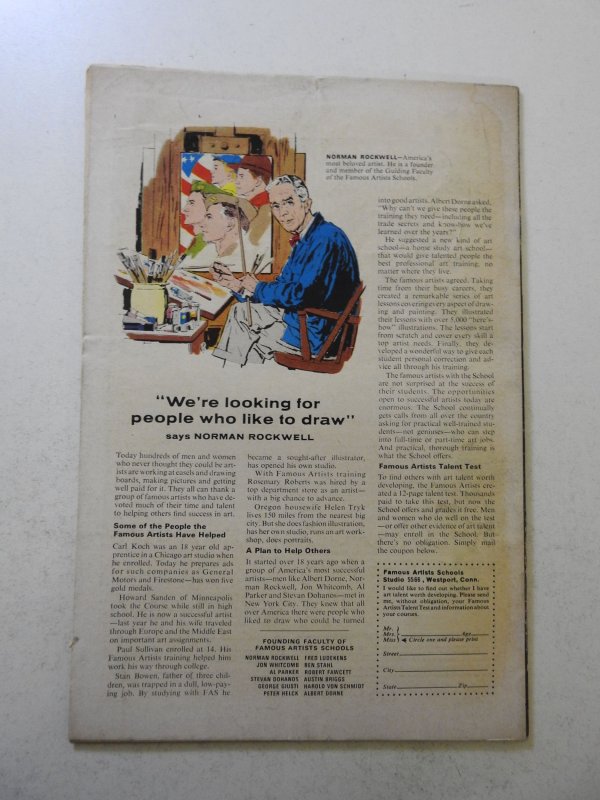 NORMAN ROCKWELL—America's
most beloved artist. He is a founder
and member of the Guiding Faculty
of the Famous Artists Schools.
"We're looking for
people who like to draw"
says NORMAN ROCKWELL
Today hundreds of men and women
who never thought they could be art-
ists are working at easels and drawing
boards, making pictures and getting
well paid for it. They all can thank a
group of famous artists who have de-
voted much of their time and talent
to helping others find success in art.
Some of the People the
Famous Artists Have Helped
Carl Koch was an 18 year old ap-
prentice in a Chicago art studio when
he enrolled. Today he prepares ads
for such companies as General
Motors and Firestone—has won five
gold medals.
Howard Sanden of Minneapolis
took the Course while still in high
school. He is now a successful artist
—last year he and his wife traveled
through Europe and the Middle East
on important art assignments.
Paul Sullivan enrolled at 14. His
Famous Artists training helped him
work his way through college.
Stan Bowen, father of three chil-
dren, was trapped in a dull, low-pay-
ing job. By studying with FAS he
became a sought-after illustrator,
has opened his own studio.
With Famous Artists training
Rosemary Roberts was hired by a
top department store as an artist—
with a big chance to advance.
Oregon housewife Helen Tryk
lives 150 miles from the nearest big
city. But she does fashion illustration,
has her own studio, runs an art work-
shop, does portraits.
A Plan to Help Others
It started over 18 years ago when a
group of America's most successful
artists—men like Albert Dorne, Nor-
man Rockwell, Jon Whitcomb, Al
Parker and Stevan Dohanos—met in
New York City. They knew that all
over America there were people who
liked to draw who could be turned
FOUNDING FACULTY OF
FAMOUS ARTISTS SCHOOLS
NORMAN ROCKWELL FRED LUDEKENS
JON WHITCOMB BEN STAHL
AL PARKER ROBERT FAWCETT
STEVAN DOHANOS AUSTIN BRIGGS
GEORGE GIUSTI HAROLD VON SCHMIDT
PETER HELCK ALBERT DORNE
into good artists. Albert Dorne asked,
"Why can't we give these people the
training they need—including all the
trade secrets and know-how we've
learned over the years?"
He suggested a new kind of art
school—a home study art school—
that would give talented people the
best professional art training, no
matter where they live.
The famous artists agreed. Taking
time from their busy careers, they
created a remarkable series of art
lessons covering every aspect of draw-
ing and painting. They illustrated
their lessons with over 5,000 "here's-
how" illustrations. The lessons start
from scratch and cover every skill a
top artist needs. Finally, they de-
veloped a wonderful way to give each
student personal correction and ad-
vice all through his training.
The famous artists with the School
are not surprised at the success of
their students. The opportunities
open to successful artists today are
enormous. The School continually
gets calls from all over the country
asking for practical well-trained stu-
dents—not geniuses—who can step
into full-time or part-time art jobs.
And practical, thorough training is
what the School offers.
Famous Artists Talent Test
To find others with art talent worth
developing, the Famous Artists cre-
ated a 12-page talent test. Thousands
paid to take this test, but now the
School offers and grades it free. Men
and women who do well on the test
—or offer other evidence of art talent
—may enroll in the School. But
there's no obligation. Simply mail
the coupon below.
Famous Artists Schools
Studio 5566, Westport, Conn.
I would like to find out whether I have
art talent worth developing. Please send
me, without obligation, your Famous
Artists Talent Test and information about
your courses.
Mr.
Mrs. Age
Miss Circle one and please print
Street
City
State Zip